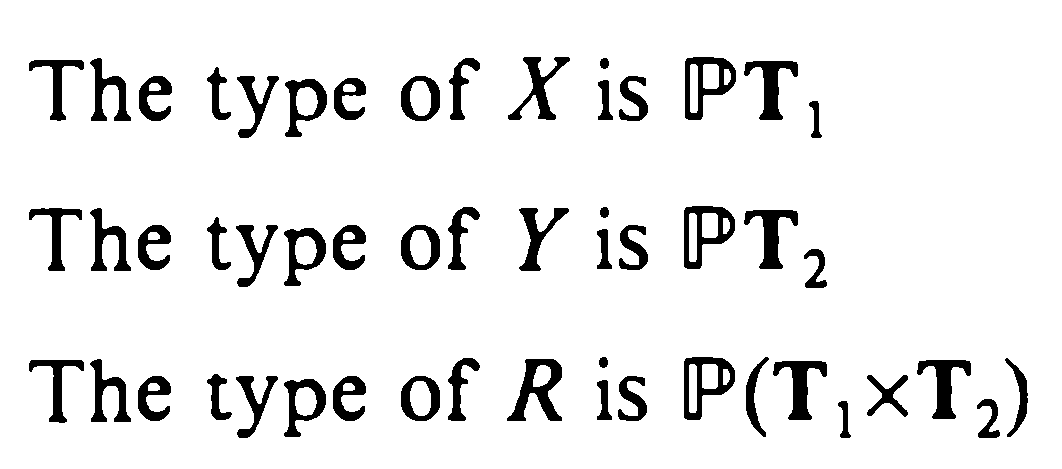 The type of X is ℙT₁
The type of Y is ℙT₂
The type of R is ℙ(T₁×T₂)